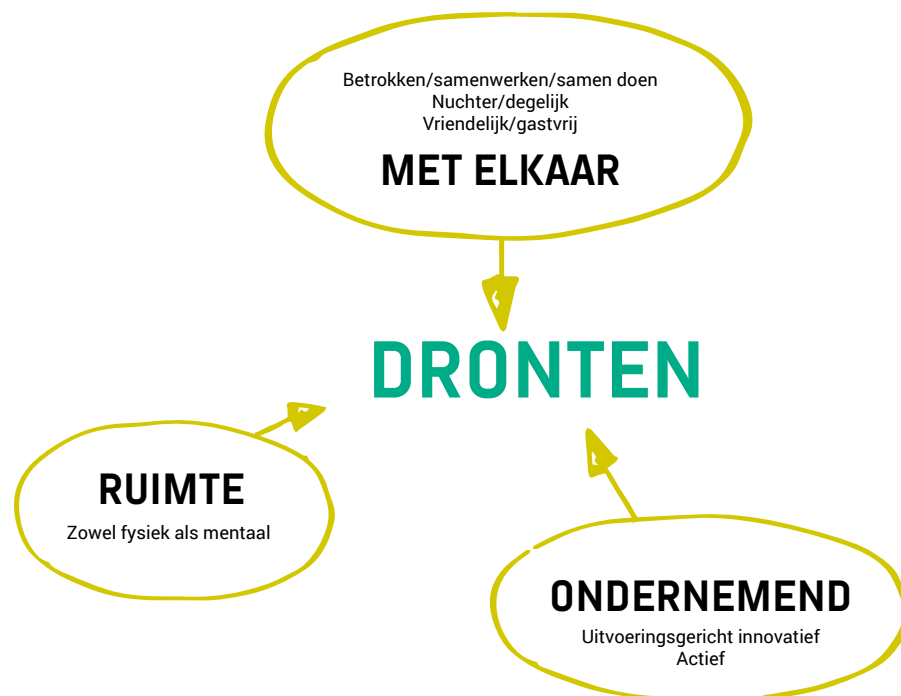 Betrokken/samenwerken/samen doen
Nuchter/degelijk
Vriendelijk/gastvrij
MET ELKAAR
DRONTEN
RUIMTE
Zowel fysiek als mentaal
ONDERNEMEND
Uitvoeringsgericht innovatief
Actief